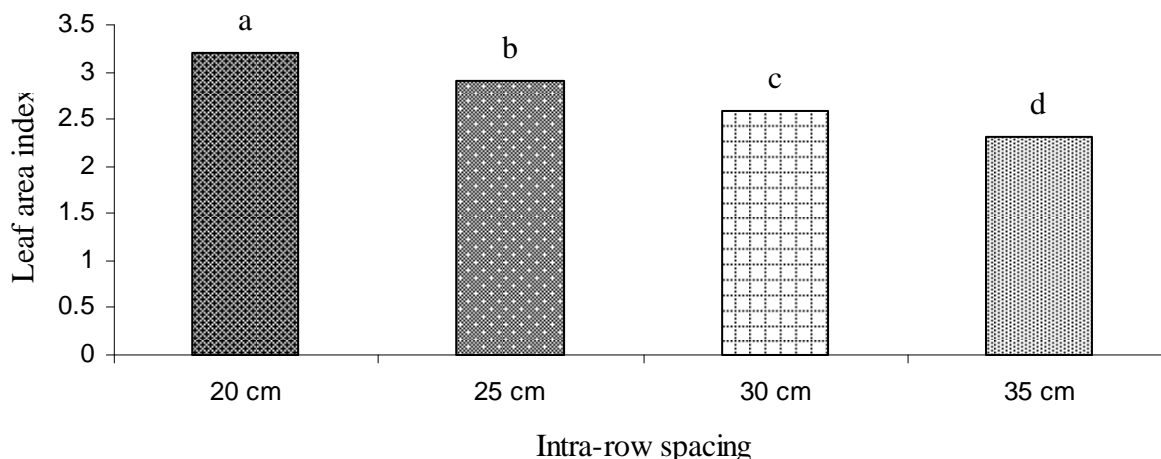 Leaf area index
3.5
3
2.5
2
1.5
1
0.5
0
a
b
c
d
20 cm
25 cm
30 cm
35 cm
Intra-row spacing